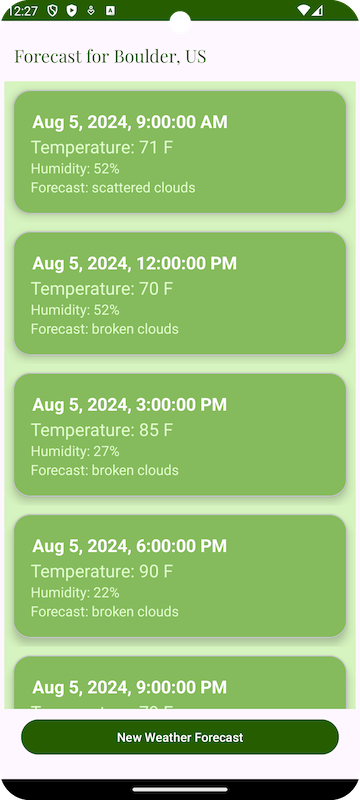 12:27
Forecast for Boulder, US
Aug 5, 2024, 9:00:00 AM
Temperature: 71 F
Humidity: 52%
Forecast: scattered clouds
Aug 5, 2024, 12:00:00 PM
Temperature: 70 F
Humidity: 52%
Forecast: broken clouds
Aug 5, 2024, 3:00:00 PM
Temperature: 85 F
Humidity: 27%
Forecast: broken clouds
Aug 5, 2024, 6:00:00 PM
Temperature: 90 F
Humidity: 22%
Forecast: broken clouds
Aug 5, 2024, 9:00:00 PM
New Weather Forecast